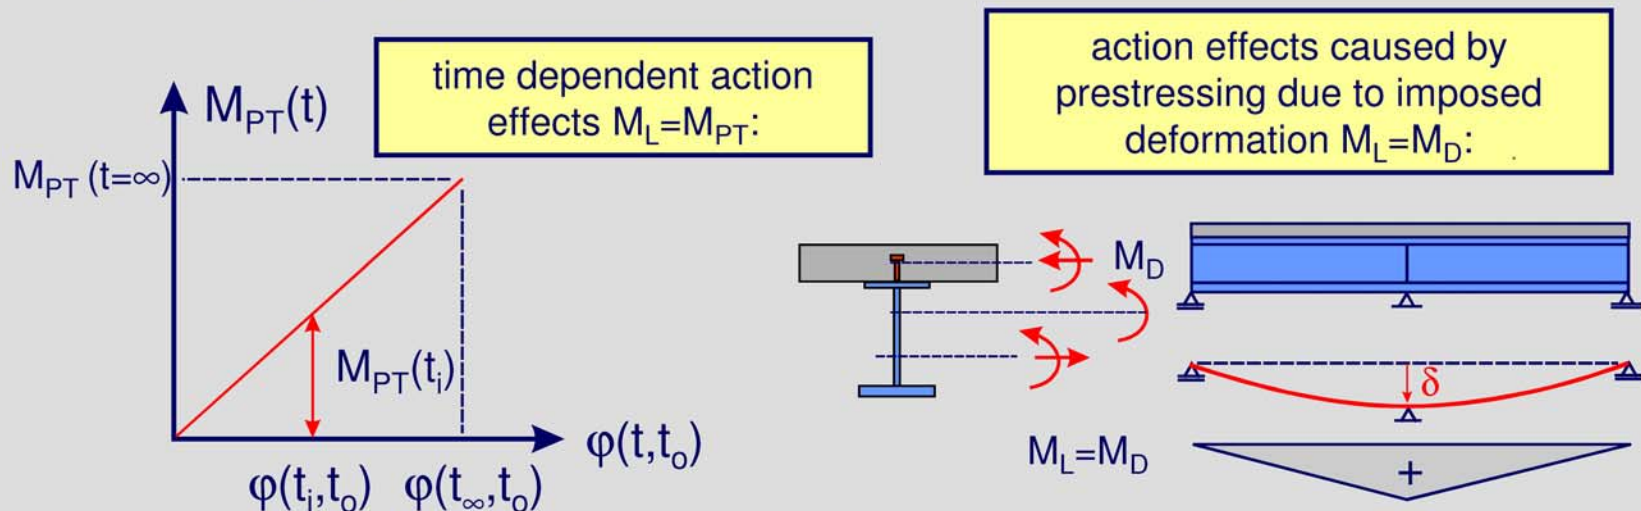 time dependent action
effects M_L=M_PT:
action effects caused by
prestressing due to imposed
deformation M_L=M_D:
M_PT(t)
M_PT (t=∞)
M_PT(t_i)
φ(t,t_o)
φ(t_i,t_o)
φ(t_∞,t_o)
M_D
δ
M_L=M_D
+